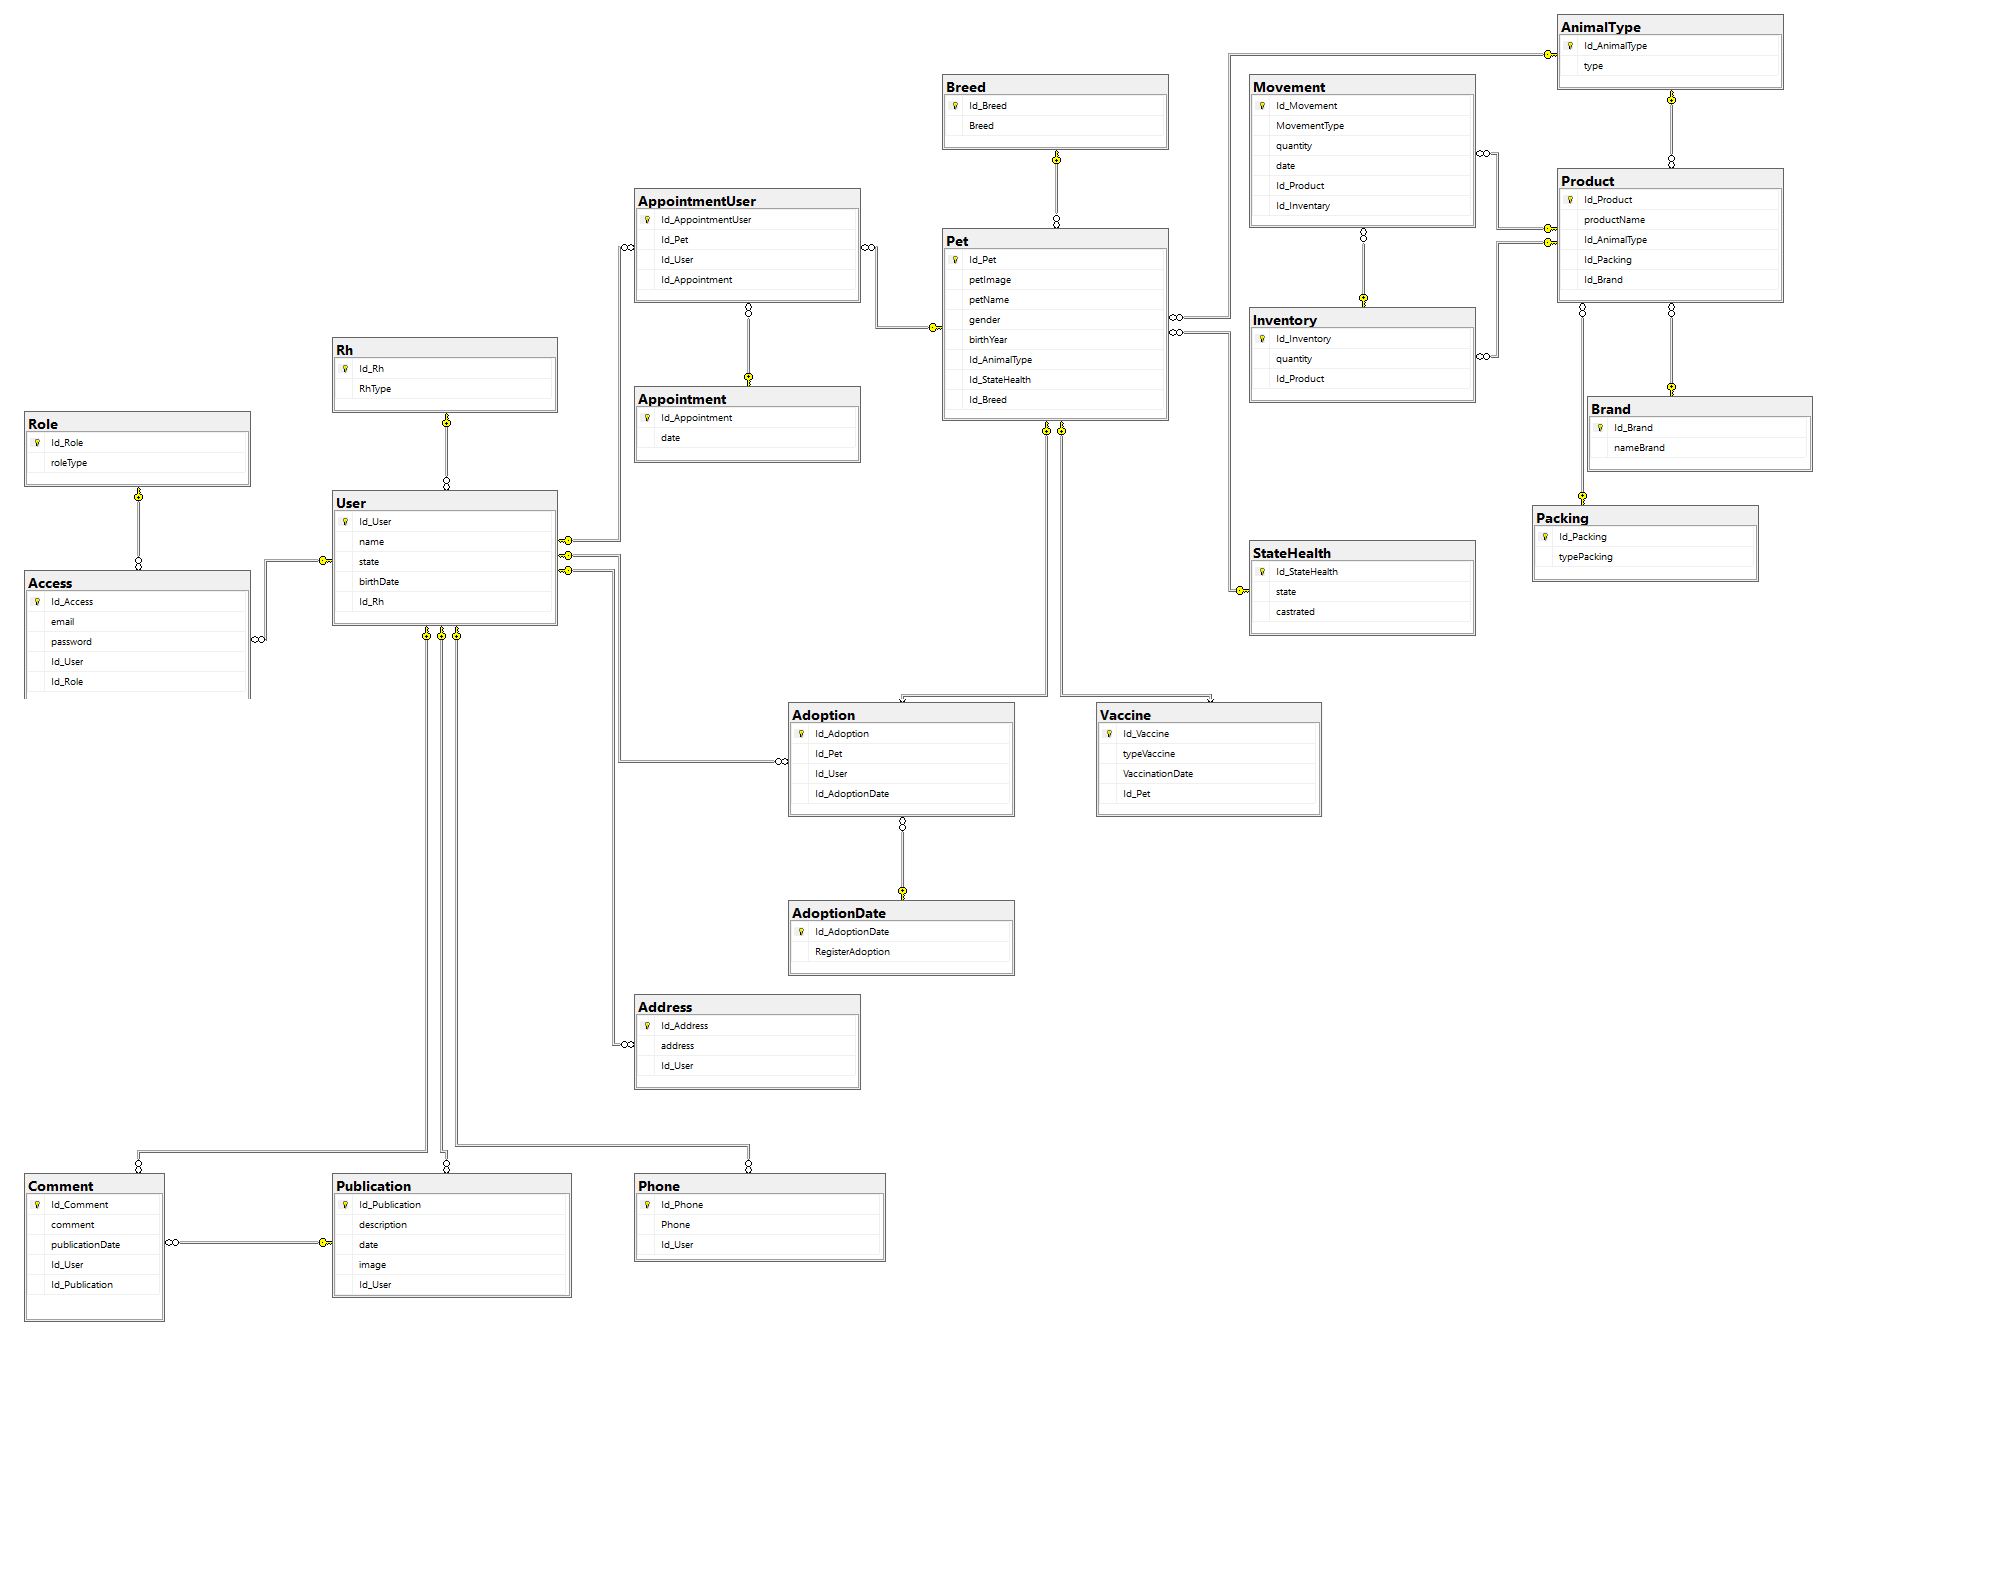 AnimalType
Id_AnimalType
type
Breed
Id_Breed
Breed
Movement
Id_Movement
MovementType
quantity
date
Id_Product
Id_Inventary
Product
Id_Product
productName
Id_AnimalType
Id_Packing
Id_Brand
AppointmentUser
Id_AppointmentUser
Id_Pet
Id_User
Id_Appointment
Pet
Id_Pet
petImage
petName
gender
birthYear
Id_AnimalType
Id_StateHealth
Id_Breed
Inventory
Id_Inventory
quantity
Id_Product
Rh
Id_Rh
RhType
Appointment
Id_Appointment
date
Brand
Id_Brand
nameBrand
Role
Id_Role
roleType
User
Id_User
name
state
birthDate
Id_Rh
Packing
Id_Packing
typePacking
StateHealth
Id_StateHealth
state
castrated
Access
Id_Access
email
password
Id_User
Id_Role
Adoption
Id_Adoption
Id_Pet
Id_User
Id_AdoptionDate
Vaccine
Id_Vaccine
typeVaccine
VaccinationDate
Id_Pet
AdoptionDate
Id_AdoptionDate
RegisterAdoption
Address
Id_Address
address
Id_User
Comment
Id_Comment
comment
publicationDate
Id_User
Id_Publication
Publication
Id_Publication
description
date
image
Id_User
Phone
Id_Phone
Phone
Id_User